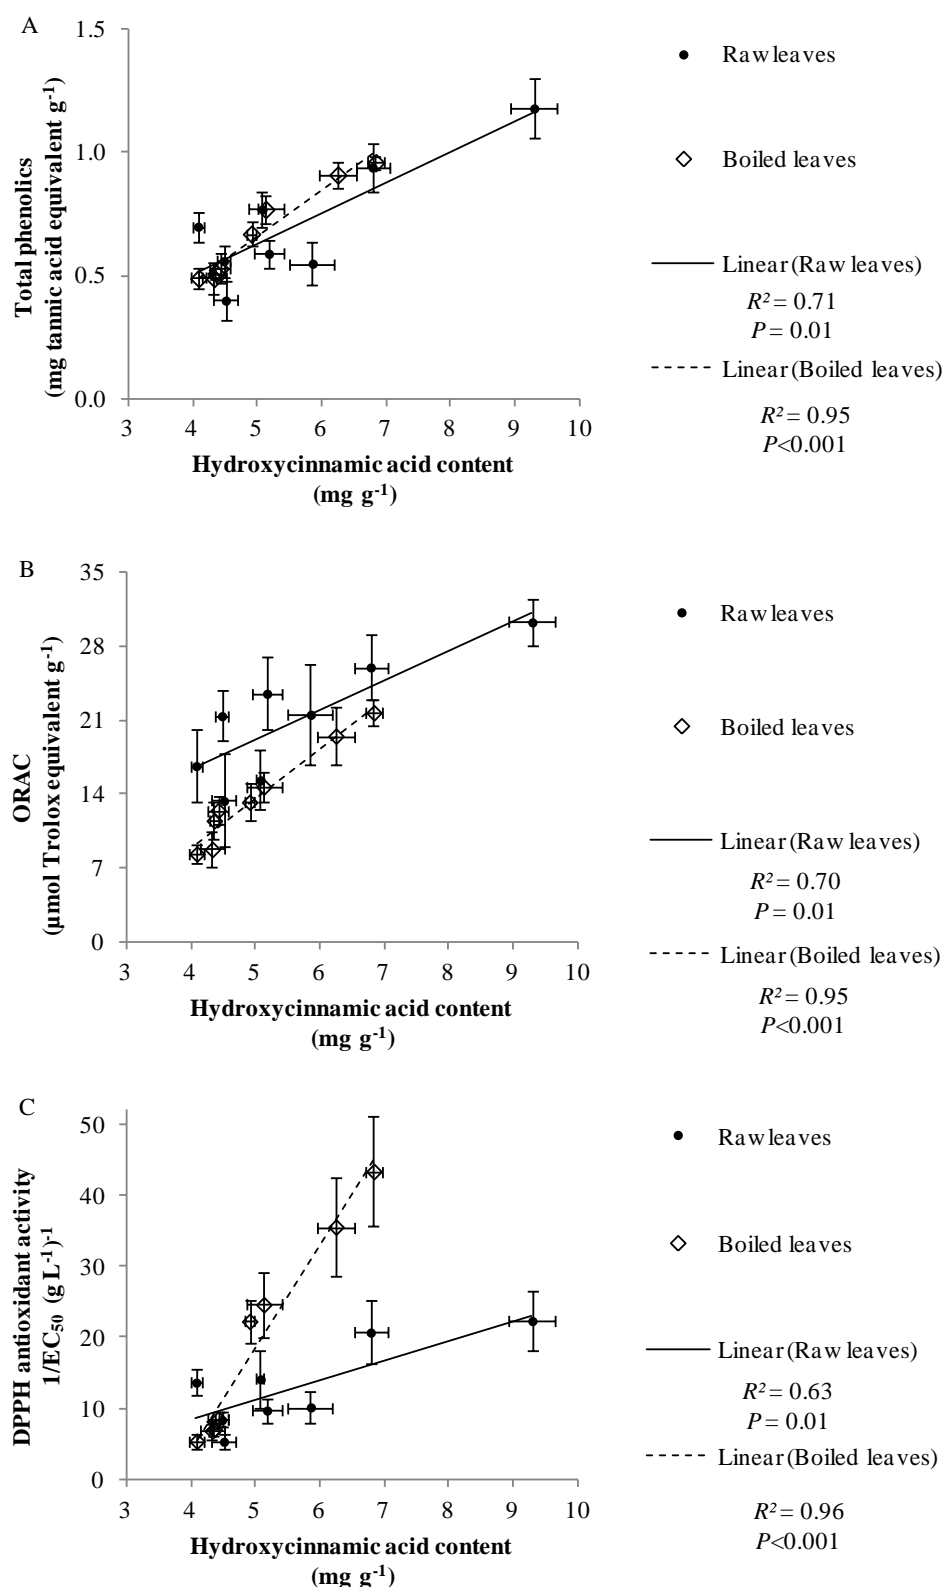 A
1.5
1.0
0.5
0.0
3 4 5 6 7 8 9 10
Total phenolics
(mg tannic acid equivalent g-1)
Hydroxycinnamic acid content
(mg g-1)
Raw leaves
Boiled leaves
Linear (Raw leaves)
R² = 0.71
P = 0.01
Linear (Boiled leaves)
R² = 0.95
P<0.001
B
35
28
21
14
7
0
3 4 5 6 7 8 9 10
ORAC
(µmol Trolox equivalent g-1)
Hydroxycinnamic acid content
(mg g-1)
Raw leaves
Boiled leaves
Linear (Raw leaves)
R² = 0.70
P = 0.01
Linear (Boiled leaves)
R² = 0.95
P<0.001
C
50
40
30
20
10
0
3 4 5 6 7 8 9 10
DPPH antioxidant activity
1/EC50 (g L-1)-1
Hydroxycinnamic acid content
(mg g-1)
Raw leaves
Boiled leaves
Linear (Raw leaves)
R² = 0.63
P = 0.01
Linear (Boiled leaves)
R² = 0.96
P<0.001